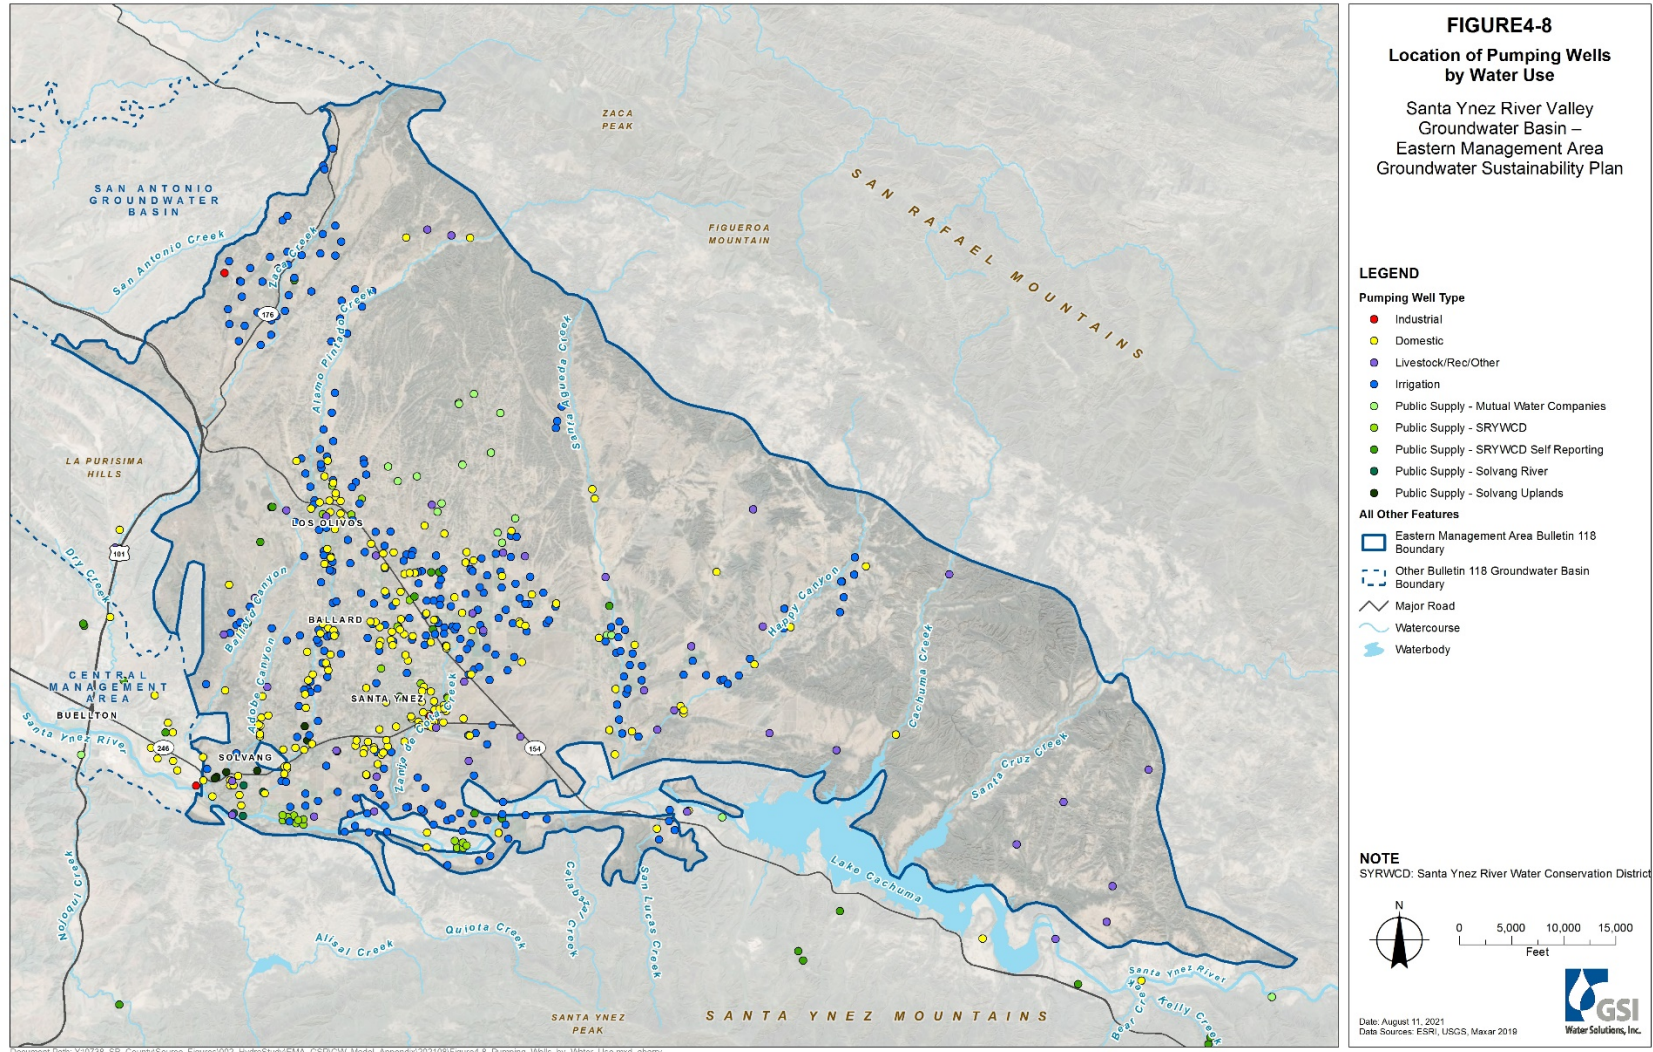 FIGURE4-8
Location of Pumping Wells
by Water Use
Santa Ynez River Valley
Groundwater Basin –
Eastern Management Area
Groundwater Sustainability Plan
LEGEND
Pumping Well Type
Industrial
Domestic
Livestock/Rec/Other
Irrigation
Public Supply - Mutual Water Companies
Public Supply - SRYWCD
Public Supply - SRYWCD Self Reporting
Public Supply - Solvang River
Public Supply - Solvang Uplands
All Other Features
Eastern Management Area Bulletin 118
Boundary
Other Bulletin 118 Groundwater Basin
Boundary
Major Road
Watercourse
Waterbody
NOTE
SYRWCD: Santa Ynez River Water Conservation District
N
0 5,000 10,000 15,000
Feet
Date: August 11, 2021
Data Sources: ESRI, USGS, Maxar 2019
GSI
Water Solutions, Inc.
ZACA
PEAK
SAN ANTONIO
GROUNDWATER
BASIN
San Antonio Creek
Zaca Creek
176
FIGUEROA
MOUNTAIN
SAN RAFAEL MOUNTAINS
Alamo Pintado Creek
Santa Agueda Creek
LA PURISIMA
HILLS
LOS OLIVOS
101
Dry Creek
Ballard Canyon
BALLARD
Happy Canyon
Adobe Canyon
Cachuma Creek
CENTRAL
MANAGEMENT
AREA
SANTA YNEZ
BUELLTON
Santa Ynez River
246
154
SOLVANG
Zanja de Cota Creek
Santa Cruz Creek
Lake Cachuma
Nojoqui Creek
Alisal Creek
Quiota Creek
Calabazal Creek
San Lucas Creek
Santa Ynez River
Bear Creek
Kelly Creek
SANTA YNEZ
PEAK
SANTA YNEZ MOUNTAINS